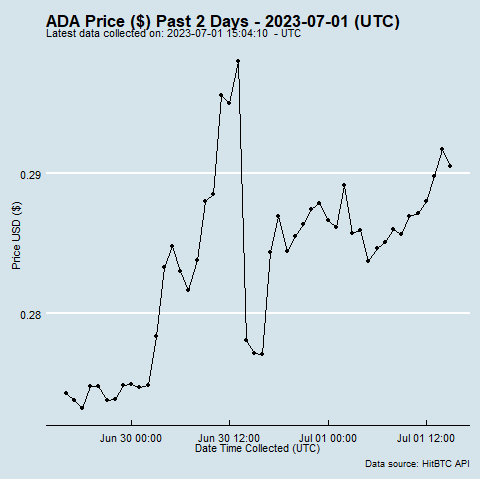 ADA Price ($) Past 2 Days - 2023-07-01 (UTC)
Latest data collected on: 2023-07-01 15:04:10 - UTC
0.29
Price USD ($)
0.28
Jun 30 00:00 Jun 30 12:00 Jul 01 00:00 Jul 01 12:00
Date Time Collected (UTC)
Data source: HitBTC API